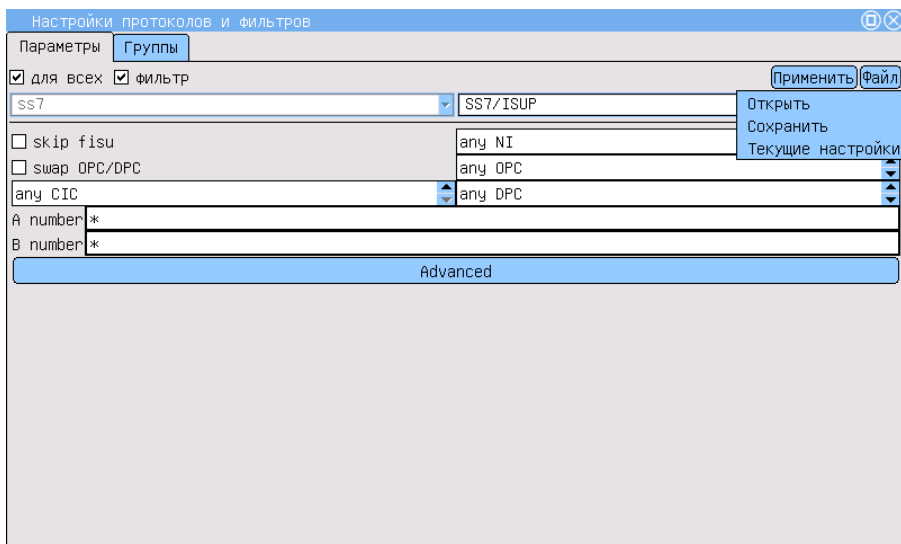 Настройки протоколов и фильтров
Параметры Группы
для всех фильтр Применить Файл
ss7 SS7/ISUP Открыть
Сохранить
skip fisu any NI Текущие настройки
swap OPC/DPC any OPC
any CIC any DPC
A number *
B number *
Advanced